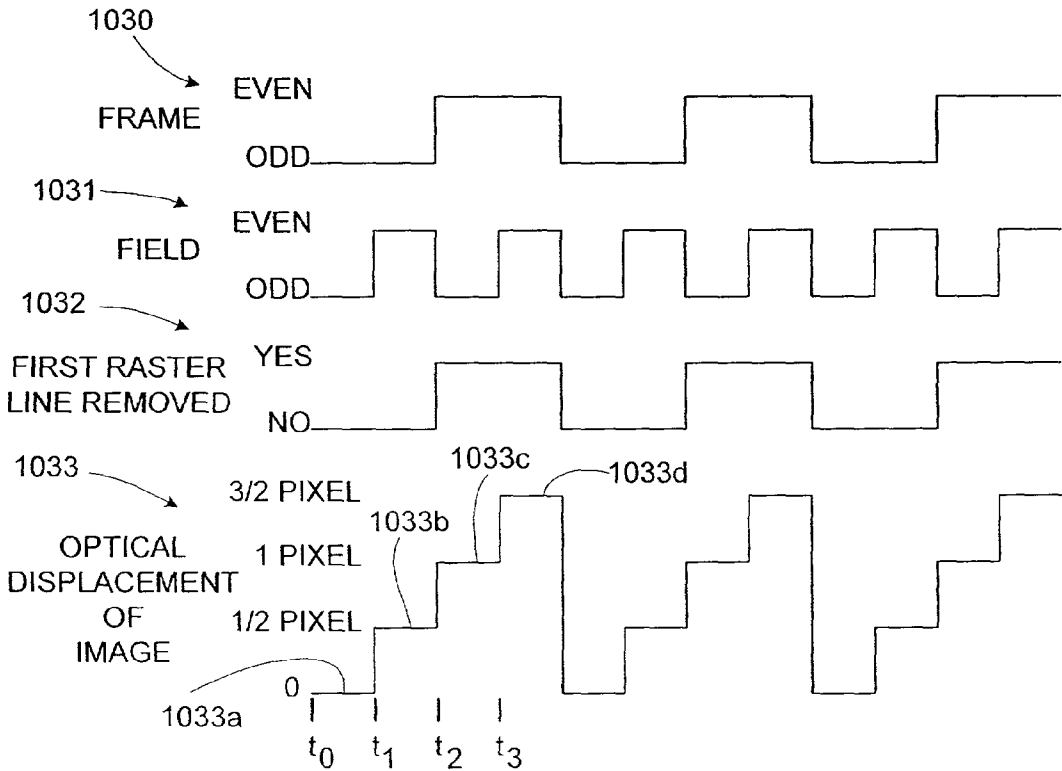 1030
EVEN
FRAME
ODD
1031
EVEN
FIELD
ODD
1032
YES
FIRST RASTER
LINE REMOVED
NO
1033
1033c
1033d
3/2 PIXEL
1033b
OPTICAL
1 PIXEL
DISPLACEMENT
OF
1/2 PIXEL
IMAGE
0
1033a
t0 t1 t2 t3